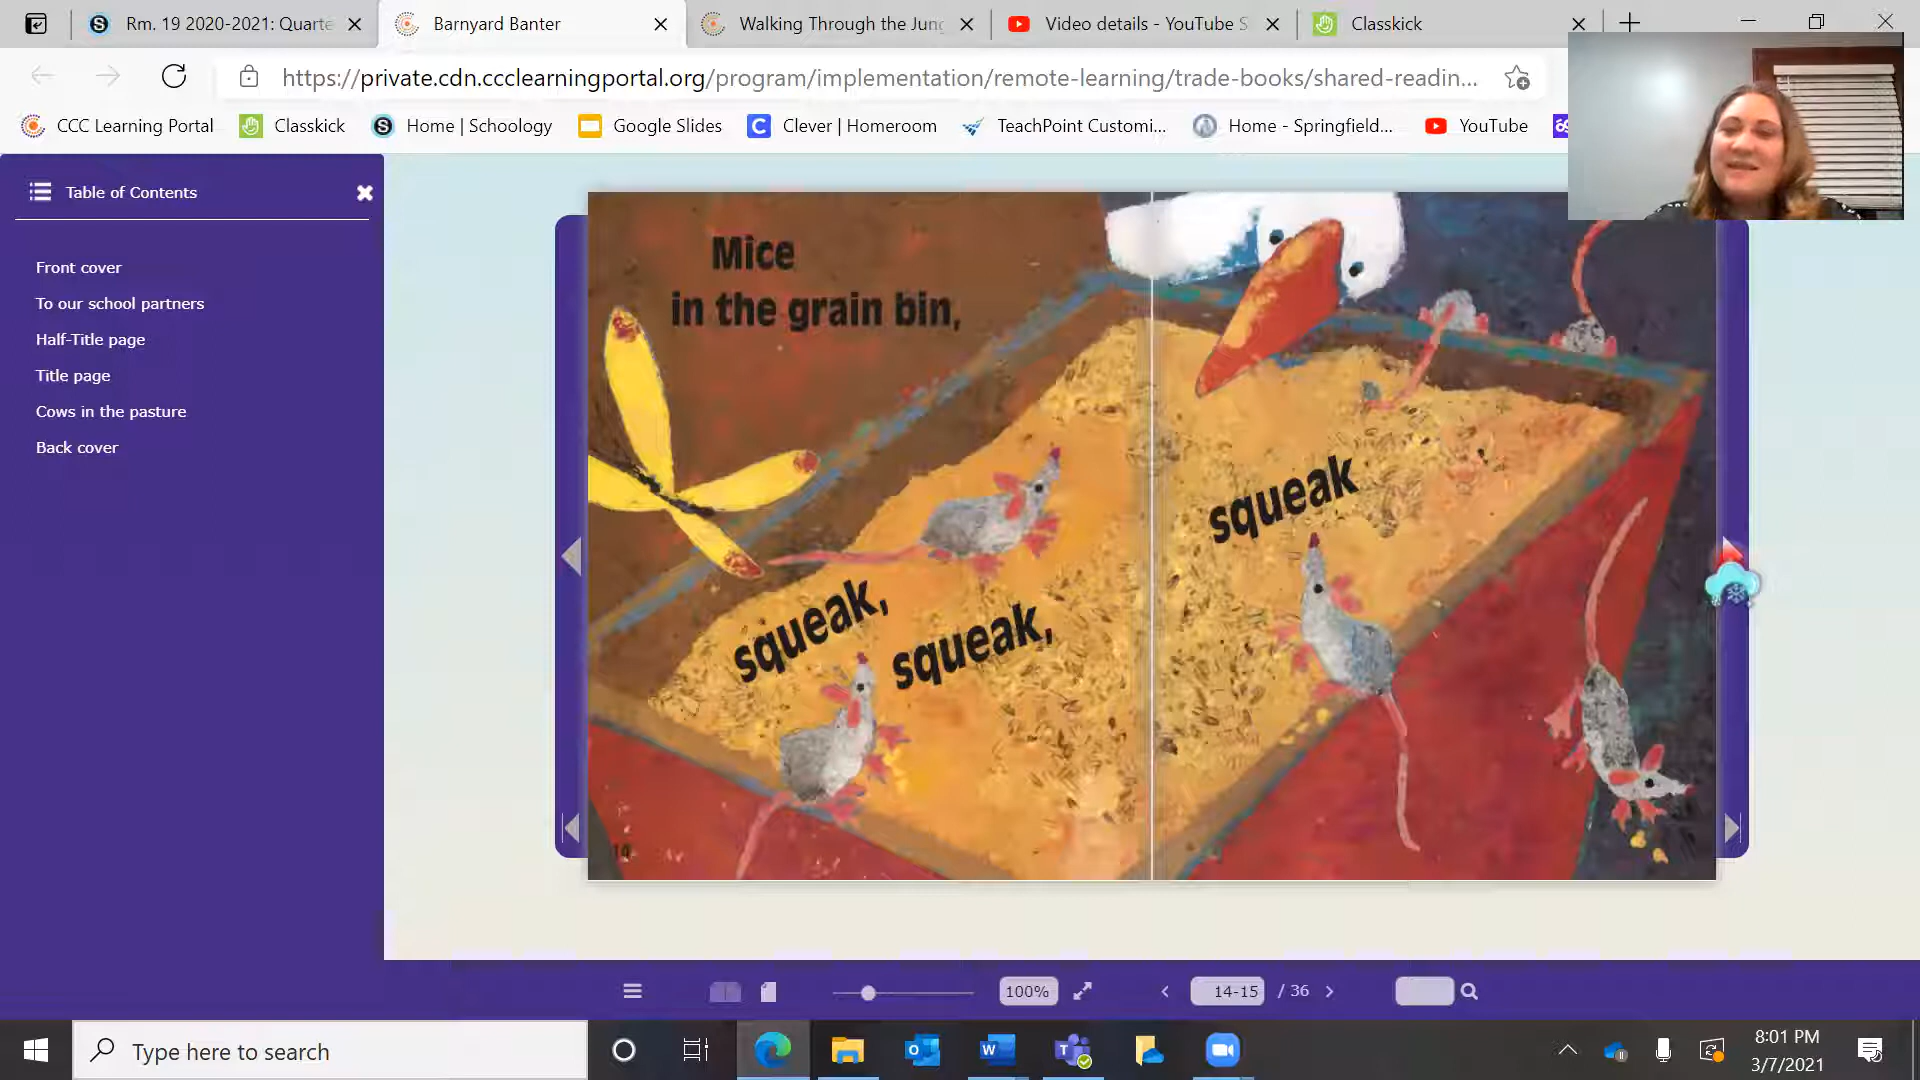 Rm. 19 2020-2021: Quarte
Barnyard Banter
Walking Through the Jung
Video details - YouTube S
Classkick
https://private.cdn.ccclearningportal.org/program/implementation/remote-learning/trade-books/shared-readin...
CCC Learning Portal
Classkick
Home | Schoology
Google Slides
Clever | Homeroom
TeachPoint Customi...
Home - Springfield...
YouTube
Table of Contents
Front cover
To our school partners
Half-Title page
Title page
Cows in the pasture
Back cover
Mice
in the grain bin,
squeak,
squeak,
squeak
14
100%
14-15 / 36
Type here to search
8:01 PM
3/7/2021